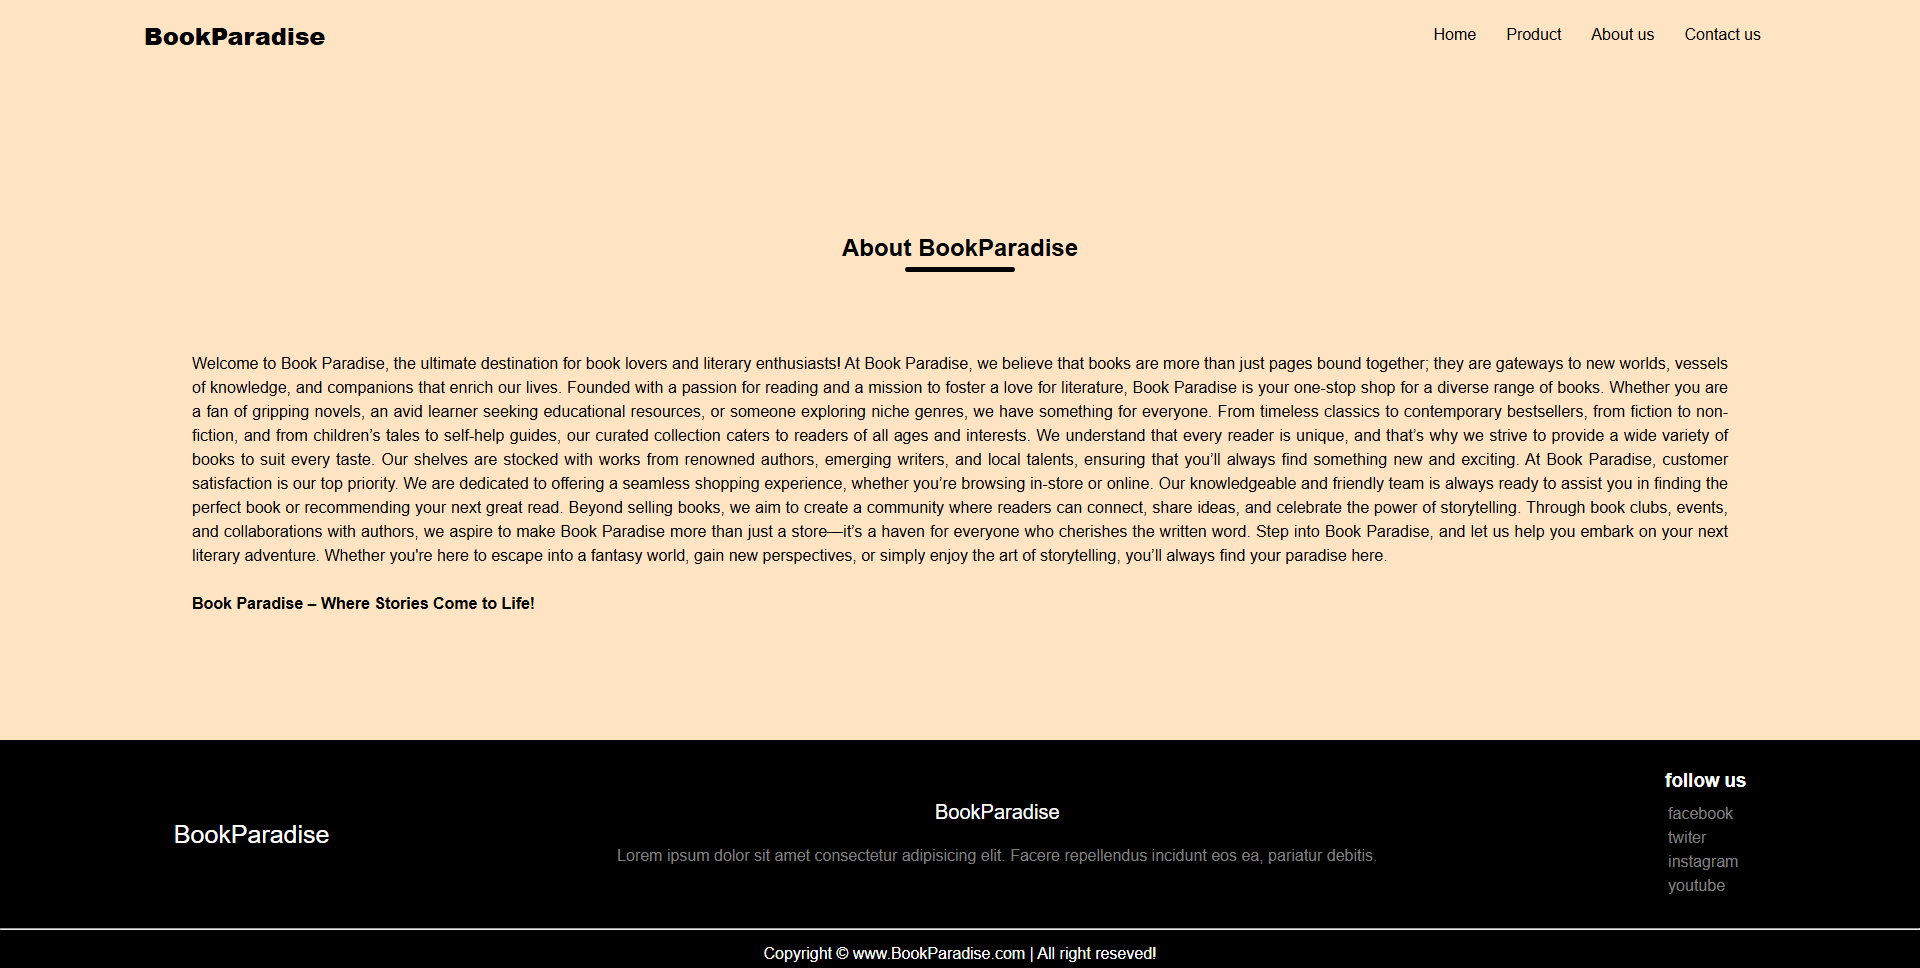 BookParadise
Home Product About us Contact us
About BookParadise
Welcome to Book Paradise, the ultimate destination for book lovers and literary enthusiasts! At Book Paradise, we believe that books are more than just pages bound together; they are gateways to new worlds, vessels
of knowledge, and companions that enrich our lives. Founded with a passion for reading and a mission to foster a love for literature, Book Paradise is your one-stop shop for a diverse range of books. Whether you are
a fan of gripping novels, an avid learner seeking educational resources, or someone exploring niche genres, we have something for everyone. From timeless classics to contemporary bestsellers, from fiction to non-
fiction, and from children’s tales to self-help guides, our curated collection caters to readers of all ages and interests. We understand that every reader is unique, and that’s why we strive to provide a wide variety of
books to suit every taste. Our shelves are stocked with works from renowned authors, emerging writers, and local talents, ensuring that you’ll always find something new and exciting. At Book Paradise, customer
satisfaction is our top priority. We are dedicated to offering a seamless shopping experience, whether you’re browsing in-store or online. Our knowledgeable and friendly team is always ready to assist you in finding the
perfect book or recommending your next great read. Beyond selling books, we aim to create a community where readers can connect, share ideas, and celebrate the power of storytelling. Through book clubs, events,
and collaborations with authors, we aspire to make Book Paradise more than just a store—it’s a haven for everyone who cherishes the written word. Step into Book Paradise, and let us help you embark on your next
literary adventure. Whether you're here to escape into a fantasy world, gain new perspectives, or simply enjoy the art of storytelling, you’ll always find your paradise here.
Book Paradise – Where Stories Come to Life!
BookParadise
BookParadise
Lorem ipsum dolor sit amet consectetur adipisicing elit. Facere repellendus incidunt eos ea, pariatur debitis.
follow us
facebook
twiter
instagram
youtube
Copyright © www.BookParadise.com | All right reseved!